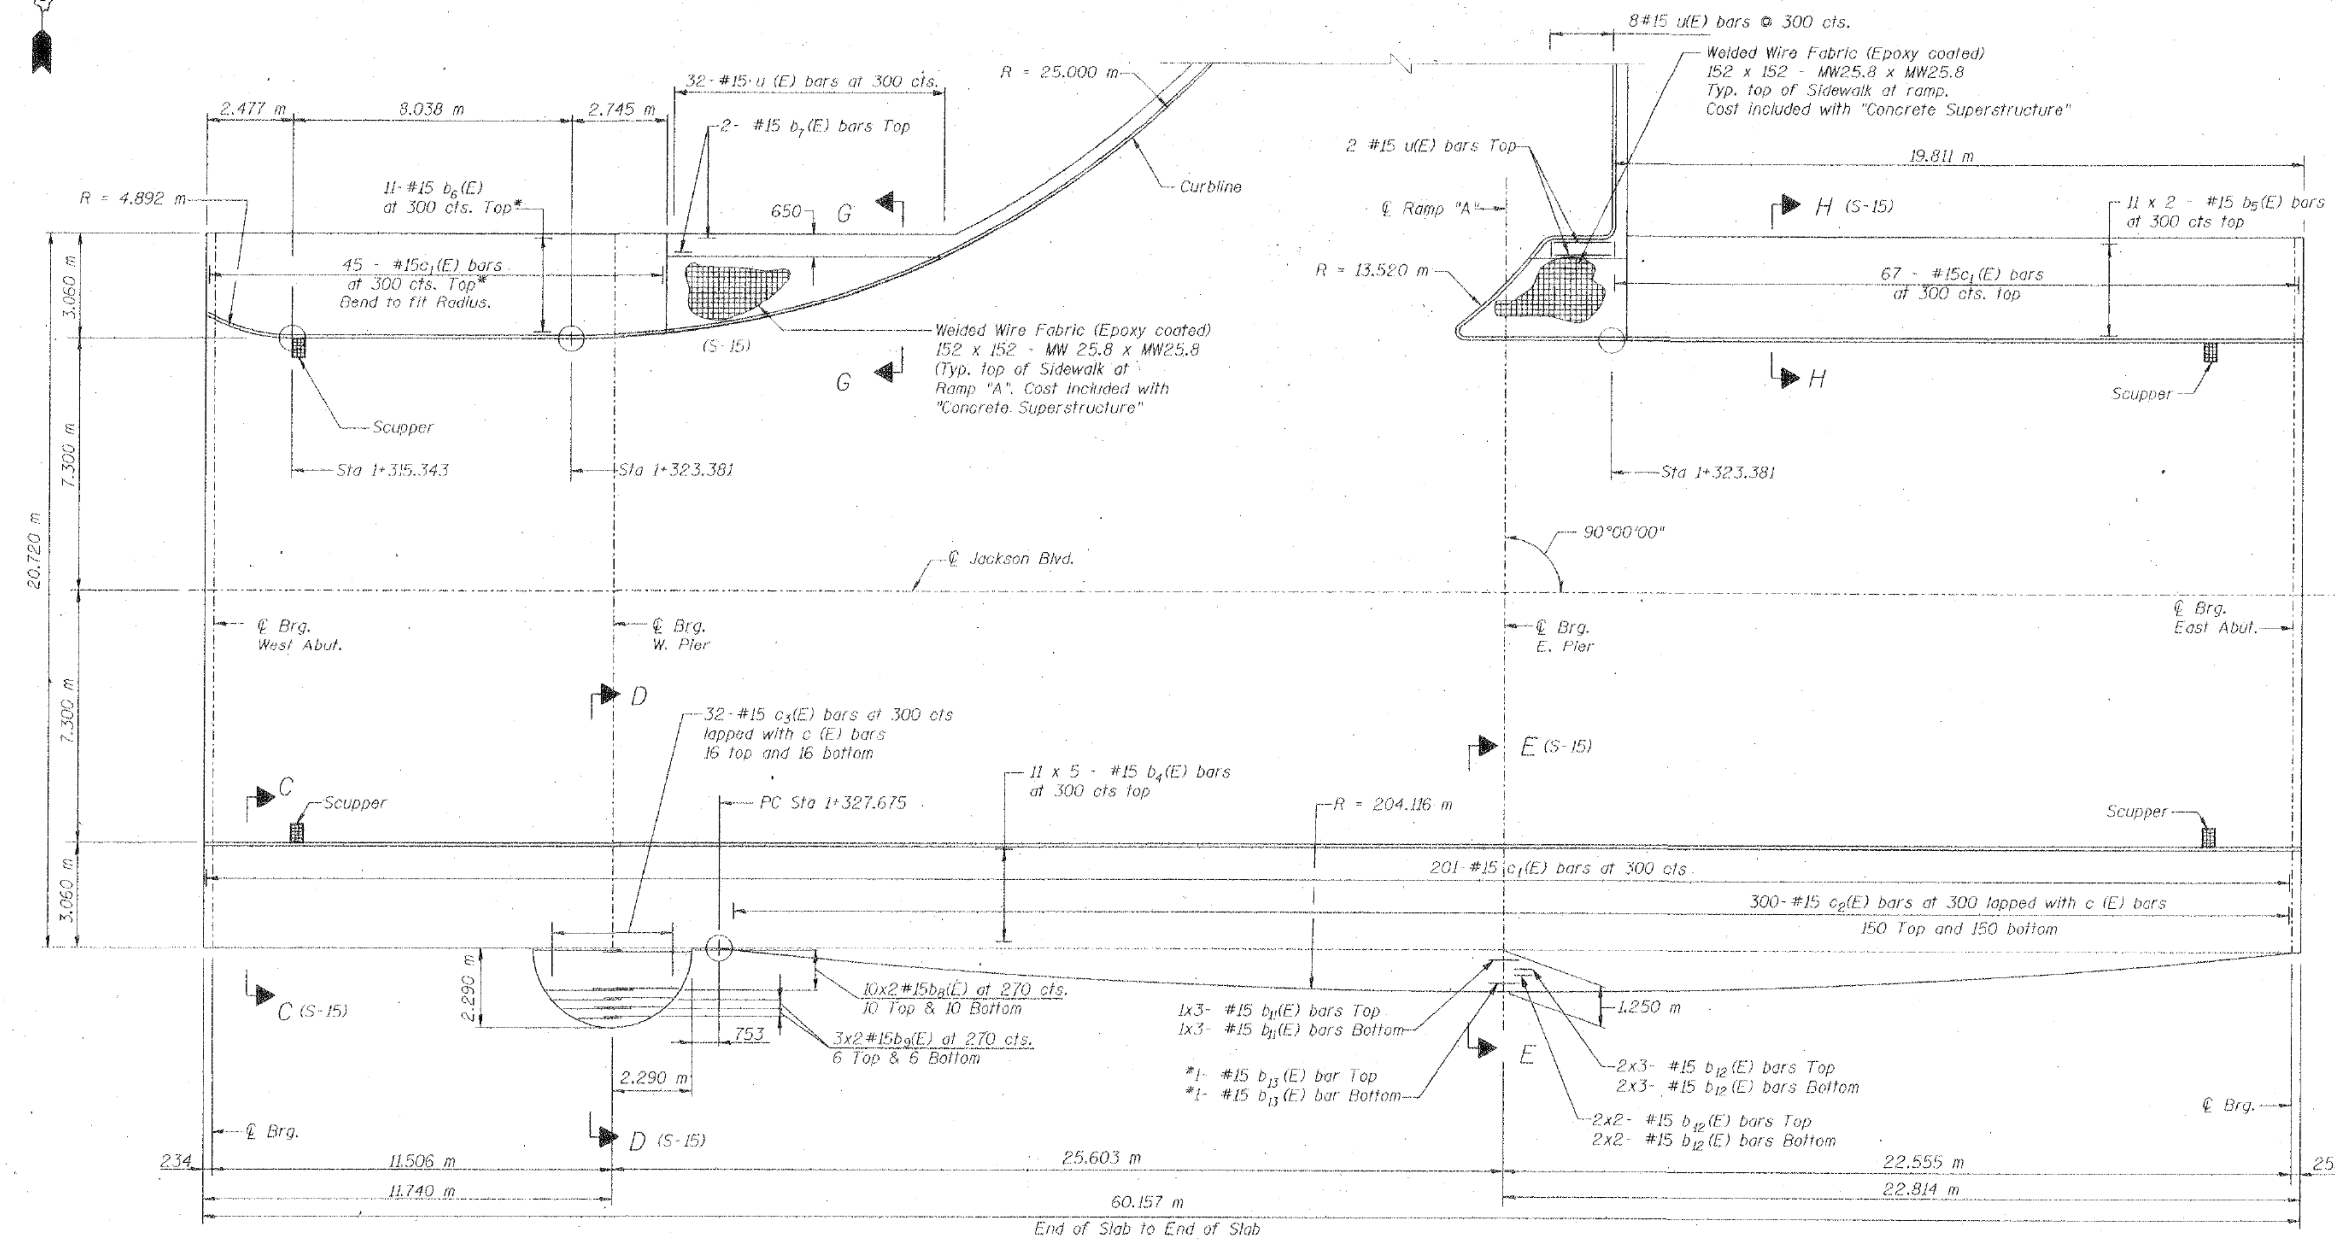 8#15 u(E) bars @ 300 cts.
Welded Wire Fabric (Epoxy coated)
152 x 152 - MW25.8 x MW25.8
Typ. top of Sidewalk at ramp.
Cost included with "Concrete Superstructure"
32-#15 u (E) bars at 300 cts.
R = 25.000 m
2.477 m
8.038 m
2.745 m
2- #15 b7(E) bars Top
2 #15 u(E) bars Top
19.811 m
R = 4.892 m
11-#15 b6(E)
at 300 cts. Top*
650
G
Curbline
℄ Ramp "A"
H (S-15)
11 x 2 - #15 b5(E) bars
at 300 cts top
3.060 m
45 - #15c1(E) bars
at 300 cts. Top*
Bend to fit Radius.
R = 13.520 m
67 - #15c1(E) bars
at 300 cts. top
(S-15)
G
Welded Wire Fabric (Epoxy coated)
152 x 152 - MW 25.8 x MW25.8
(Typ. top of Sidewalk at
Ramp "A". Cost included with
"Concrete Superstructure"
H
Scupper
Scupper
7.300 m
Sta 1+315.343
Sta 1+323.381
Sta 1+323.381
20.720 m
90°00'00"
℄ Jackson Blvd.
℄ Brg.
West Abut.
℄ Brg.
W. Pier
℄ Brg.
E. Pier
℄ Brg.
East Abut.
7.300 m
D
32-#15 c3(E) bars at 300 cts
lapped with c (E) bars
16 top and 16 bottom
E (S-15)
C
Scupper
PC Sta 1+327.675
11 x 5 - #15 b4(E) bars
at 300 cts top
R = 204.116 m
Scupper
3.060 m
201-#15 c1(E) bars at 300 cts
300-#15 c2(E) bars at 300 lapped with c (E) bars
150 Top and 150 bottom
2.290 m
C (S-15)
10x2 #15b8(E) at 270 cts.
10 Top & 10 Bottom
753
3x2 #15b9(E) at 270 cts.
6 Top & 6 Bottom
1x3- #15 b11(E) bars Top
1x3- #15 b11(E) bars Bottom
1.250 m
E
2.290 m
*1- #15 b13(E) bar Top
*1- #15 b13(E) bar Bottom
2x3- #15 b12(E) bars Top
2x3- #15 b12(E) bars Bottom
2x2- #15 b12(E) bars Top
2x2- #15 b12(E) bars Bottom
℄ Brg.
D (S-15)
℄ Brg.
234
11.506 m
25.603 m
22.555 m
25
11.740 m
22.814 m
60.157 m
End of Slab to End of Slab